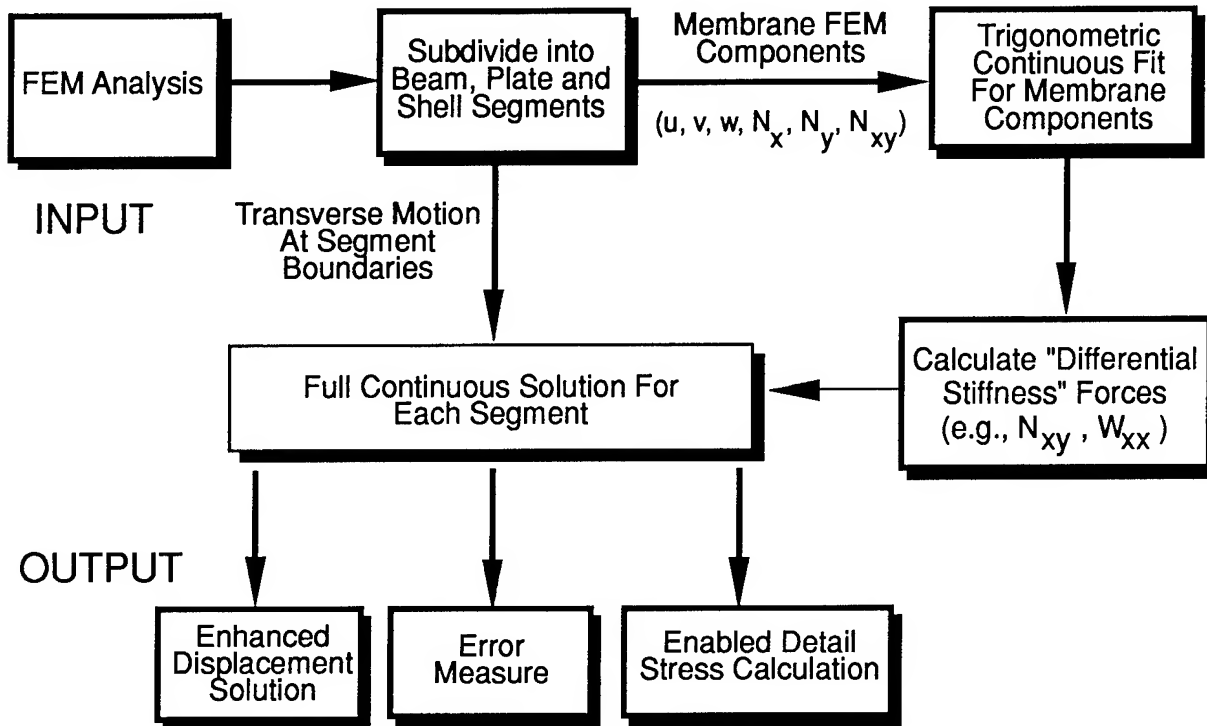 FEM Analysis
Subdivide into
Beam, Plate and
Shell Segments
Membrane FEM
Components
(u, v, w, Nx, Ny, Nxy)
Trigonometric
Continuous Fit
For Membrane
Components
INPUT
Transverse Motion
At Segment
Boundaries
Full Continuous Solution For
Each Segment
Calculate "Differential
Stiffness" Forces
(e.g., Nxy , Wxx )
OUTPUT
Enhanced
Displacement
Solution
Error
Measure
Enabled Detail
Stress Calculation